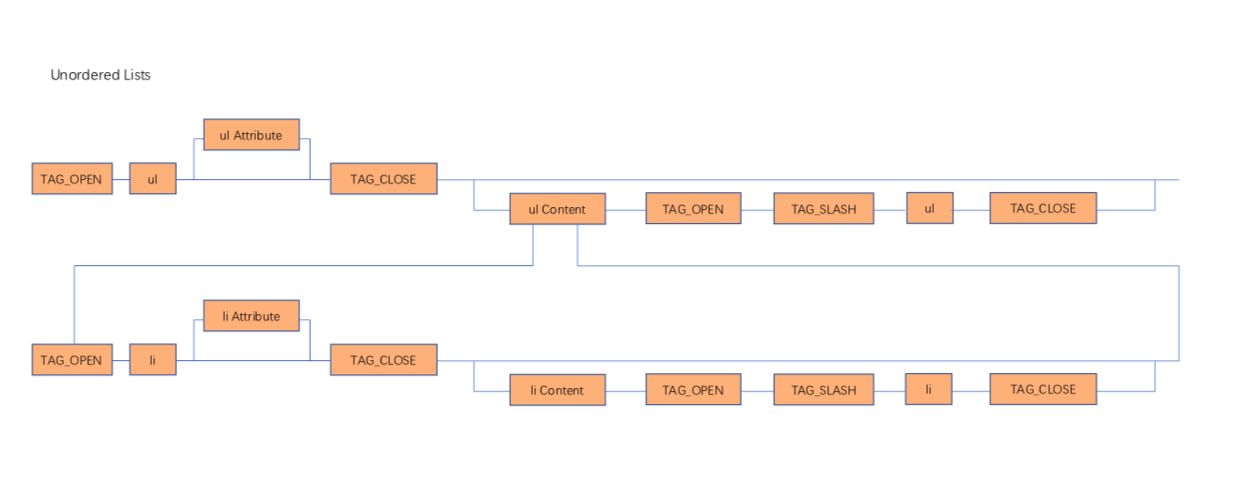 Unordered Lists
ul Attribute
TAG_OPEN
ul
TAG_CLOSE
ul Content
TAG_OPEN
TAG_SLASH
ul
TAG_CLOSE
li Attribute
TAG_OPEN
li
TAG_CLOSE
li Content
TAG_OPEN
TAG_SLASH
li
TAG_CLOSE